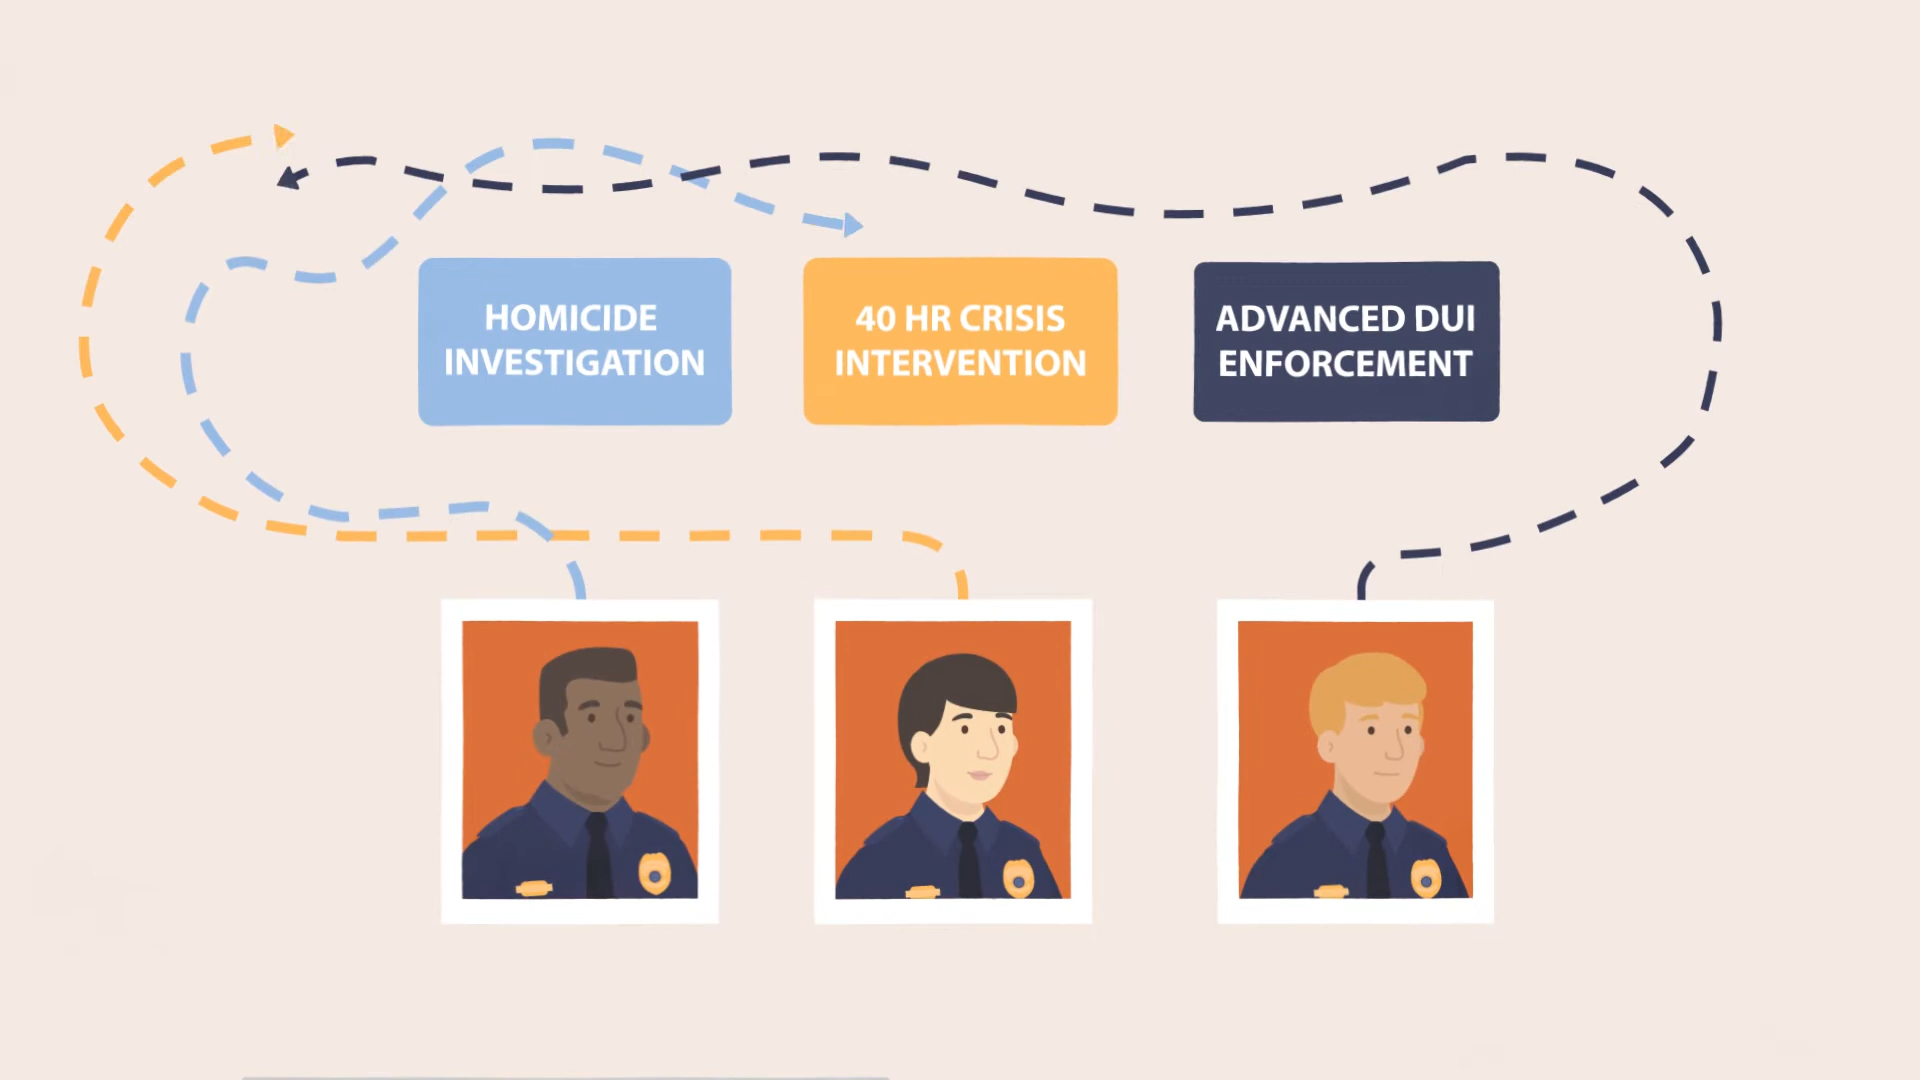 HOMICIDE
INVESTIGATION
40 HR CRISIS
INTERVENTION
ADVANCED DUI
ENFORCEMENT